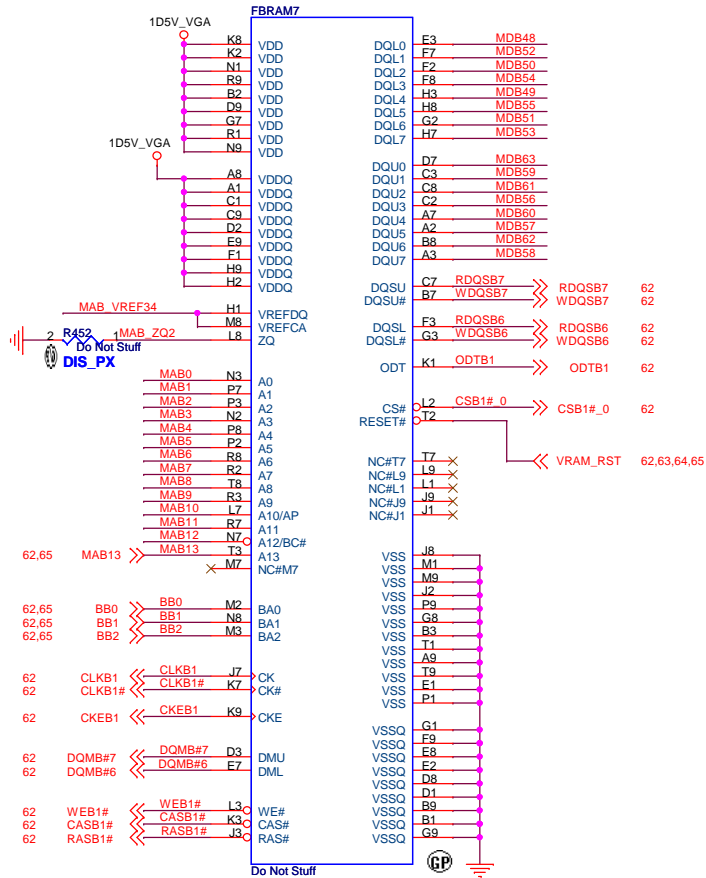 FBRAM7
1D5V_VGA
K8 VDD DQL0 E3 MDB48
K2 VDD DQL1 F7 MDB52
N1 VDD DQL2 F2 MDB50
R9 VDD DQL3 F8 MDB54
B2 VDD DQL4 H3 MDB49
D9 VDD DQL5 H8 MDB55
G7 VDD DQL6 G2 MDB51
R1 VDD DQL7 H7 MDB53
N9 VDD
1D5V_VGA
A8 VDDQ DQU0 D7 MDB63
A1 VDDQ DQU1 C3 MDB59
C1 VDDQ DQU2 C8 MDB61
C9 VDDQ DQU3 C2 MDB56
D2 VDDQ DQU4 A7 MDB60
E9 VDDQ DQU5 A2 MDB57
F1 VDDQ DQU6 B8 MDB62
H9 VDDQ DQU7 A3 MDB58
H2 VDDQ
DQSU C7 RDQSB7 RDQSB7 62
DQSU# B7 WDQSB7 WDQSB7 62
MAB_VREF34 H1 VREFDQ
M8 VREFCA
DQSL F3 RDQSB6 RDQSB6 62
DQSL# G3 WDQSB6 WDQSB6 62
2 R452 1 MAB_ZQ2 L8 ZQ
Do Not Stuff
DIS_PX
ODT K1 ODTB1 ODTB1 62
MAB0 N3 A0
MAB1 P7 A1
MAB2 P3 A2
MAB3 N2 A3
MAB4 P8 A4
MAB5 P2 A5
MAB6 R8 A6
MAB7 R2 A7
MAB8 T8 A8
MAB9 R3 A9
MAB10 L7 A10/AP
MAB11 R7 A11
MAB12 N7 A12/BC#
62,65 MAB13 MAB13 T3 A13
M7 NC#M7
CS# L2 CSB1#_0 CSB1#_0 62
RESET# T2 VRAM_RST 62,63,64,65
NC#T7 T7
NC#L9 L9
NC#L1 L1
NC#J9 J9
NC#J1 J1
62,65 BB0 BB0 M2 BA0
62,65 BB1 BB1 N8 BA1
62,65 BB2 BB2 M3 BA2
62 CLKB1 CLKB1 J7 CK
62 CLKB1# CLKB1# K7 CK#
62 CKEB1 CKEB1 K9 CKE
62 DQMB#7 DQMB#7 D3 DMU
62 DQMB#6 DQMB#6 E7 DML
62 WEB1# WEB1# L3 WE#
62 CASB1# CASB1# K3 CAS#
62 RASB1# RASB1# J3 RAS#
VSS J8
VSS M1
VSS M9
VSS J2
VSS P9
VSS G8
VSS B3
VSS T1
VSS A9
VSS T9
VSS E1
VSS P1
VSSQ G1
VSSQ F9
VSSQ E8
VSSQ E2
VSSQ D8
VSSQ D1
VSSQ B9
VSSQ B1
VSSQ G9
GP
Do Not Stuff